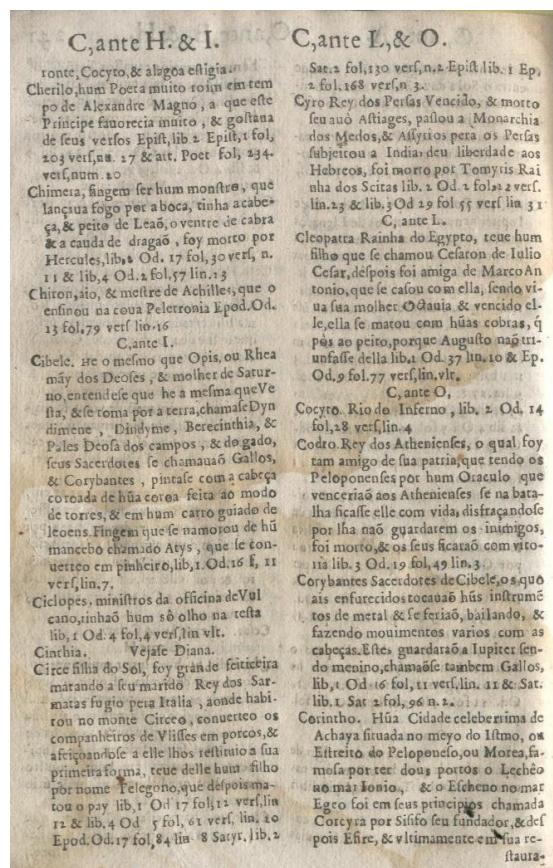 C,ante H. & I.
ronte,Cocyto,& alagoa estigia.
Cherilo,hum Poeta muito roim em tem
po de Alexandre Magno, a que este
Principe fauorecia muito, & gostaua
de seus versos Epist,lib 2 Epist,1 fol,
203 vers,nu. 27 & att. Poet fol, 234.
vers,num.20
Chimera, fingem ser hum monstro, que
lançaua fogo por a boca, tinha acabe-
ça,& peito de Leaõ,o ventre de cabra
& a cauda de dragaõ, foy morto por
Hercules,lib,1 Od. 17 fol,30 vers, n.
11 & lib,4 Od.2 fol,57 lin.13
Chiron,aio, & mestre de Achilles,que o
ensinou na coua Peletronia Epod.Od.
13 fol.79 vers lin.16
C,ante I.
Cibele. He o mesmo que Opis,ou Rhea
mãy dos Deoses, & molher de Satur-
no,entendese que he a mesma queVe
sta, & se toma por a terra,chamase Dyn
dimene, Dindyme, Berecinthia, &
Pales Deosa dos campos, & do gado,
seus Sacerdotes se chamauaõ Gallos,
& Corybantes, pintase com a cabeça
coroada de hũa coroa feita ao modo
de torres, & em hum carro guiado de
leoens.Fingem que se namorou de hũ
mancebo chamado Atys, que se con-
uerteo em pinheiro,lib,1.Od.16 f, 11
vers,lin.7.
Ciclopes, ministros da officina deVul
cano,tinhaõ hum sô olho na testa
lib,1 Od.4 fol,4 vers,lin vlt.
Cinthia. Vejase Diana.
Circe filha do Sol, foy grande feiticeira
matando a seu marido Rey dos Sar-
matas fugio pera Italia, aonde habi-
tou no monte Circeo, conuerteo os
companheiros de Vlisses em porcos,&
afeiçoandose a elle lhos restituio a sua
primeira forma, teue delle hum filho
por nome Telegono,que despois ma-
tou o pay lib,1 Od 17 fol,12 vers,lin
12 & lib,4 Od 5 fol, 61 vers, lin. 10
Epod.Od.17 fol,84 lin 8 Satyr, lib,2
C,ante L,& O.
Sat.2 fol,130 vers,n.2 Epist lib. 1 Ep,
2 fol.168 vers,n 3.
Cyro Rey dos Persas Vencido, & morto
seu auô Astiages, passou a Monarchia
dos Medos,& Assyrios pera os Persas
subjeitou a India: deu liberdade aos
Hebreos, foi morto por Tomyris Rai
nha dos Scitas lib. 2 Od. 2 fol.22 vers.
lin.23 & lib.3 Od 29 fol 55 vers lin 31
C, ante L.
Cleopatra Rainha do Egypto, teue hum
filho que se chamou Cesaron de Iulio
Cesar,despois foi amiga de Marco An
tonio,que se casou com ella, sendo vi-
ua sua molher Octauia & vencido el-
le,ella se matou com hũas cobras, q̃
pòs ao peito,porque Augusto naõ tri-
unfasse della lib.1 Od. 37 lin.10 & Ep.
Od.9 fol.77 vers,lin,vlt.
C,ante O,
Cocyto. Rio do Inferno, lib. 2 Od, 14
fol,28 vers,lin.4
Codro Rey dos Athenienses, o qual foy
tam amigo de sua patria,que tendo os
Peloponenses por hum Oraculo que
venceriaõ aos Athenienses se na bata-
lha ficasse elle com vida, disfraçandose
por lha naõ guardarem os inimigos,
foi morto,& os seus ficaraõ com vito-
ria lib. 3 Od. 19 fol,49 lin.3
Corybantes Sacerdotes de Cibele,os qu
ais enfurecidos tocauaõ hũs instrumẽ
tos de metal & se feriaõ, bailando, &
fazendo mouimentos varios com as
cabeças.Estes guardaraõ a Iupiter sen-
do menino,chamaõse tambem Gallos,
lib,1 Od 16 fol,11 vers,lin. 11 & Sat.
lib.1 Sat 2 fol,96 n.2.
Corintho. Hũa Cidade celeberrima de
Achaya situada no meyo do Istmo, ou
Estreito do Peloponeso,ou Morea,fa-
mosa por ter dous portos o Lechêo
no mar Ionio, & o Escheno no mar
Egeo foi em seus principios chamada
Corcyra por Sisifo seu fundador,& des
pois Efire, & vltimamente em sua re-
staura-